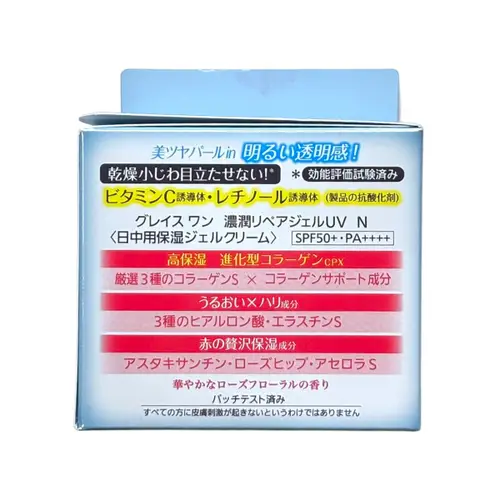 美ツヤパールin 明るい透明感!
乾燥小じわ目立たせない!* *効能評価試験済み
ビタミンC誘導体・レチノール誘導体(製品の抗酸化剤)
グレイス ワン 濃潤リペアジェルUV N
〈日中用保湿ジェルクリーム〉 SPF50+・PA++++
高保湿 進化型コラーゲンCPX
厳選3種のコラーゲンS × コラーゲンサポート成分
うるおい×ハリ成分
3種のヒアルロン酸・エラスチンS
赤の贅沢保湿成分
アスタキサンチン・ローズヒップ・アセロラS
華やかなローズフローラルの香り
パッチテスト済み
すべての方に皮膚刺激が起きないというわけではありません